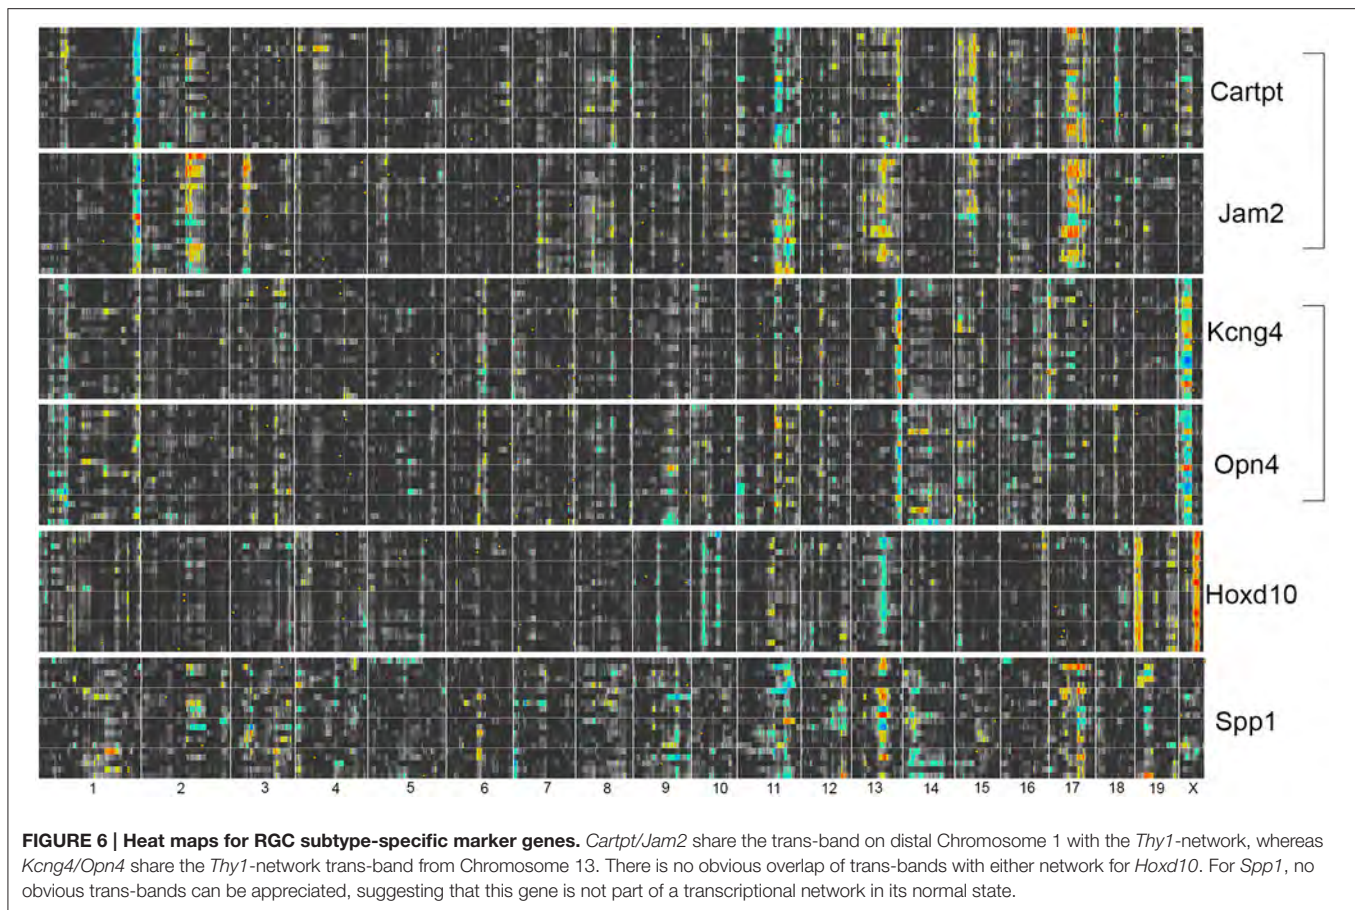 Cartpt
Jam2
Kcng4
Opn4
Hoxd10
Spp1
1 2 3 4 5 6 7 8 9 10 11 12 13 14 15 16 17 18 19 X
FIGURE 6 | Heat maps for RGC subtype-specific marker genes. Cartpt/Jam2 share the trans-band on distal Chromosome 1 with the Thy1-network, whereas
Kcng4/Opn4 share the Thy1-network trans-band from Chromosome 13. There is no obvious overlap of trans-bands with either network for Hoxd10. For Spp1, no
obvious trans-bands can be appreciated, suggesting that this gene is not part of a transcriptional network in its normal state.